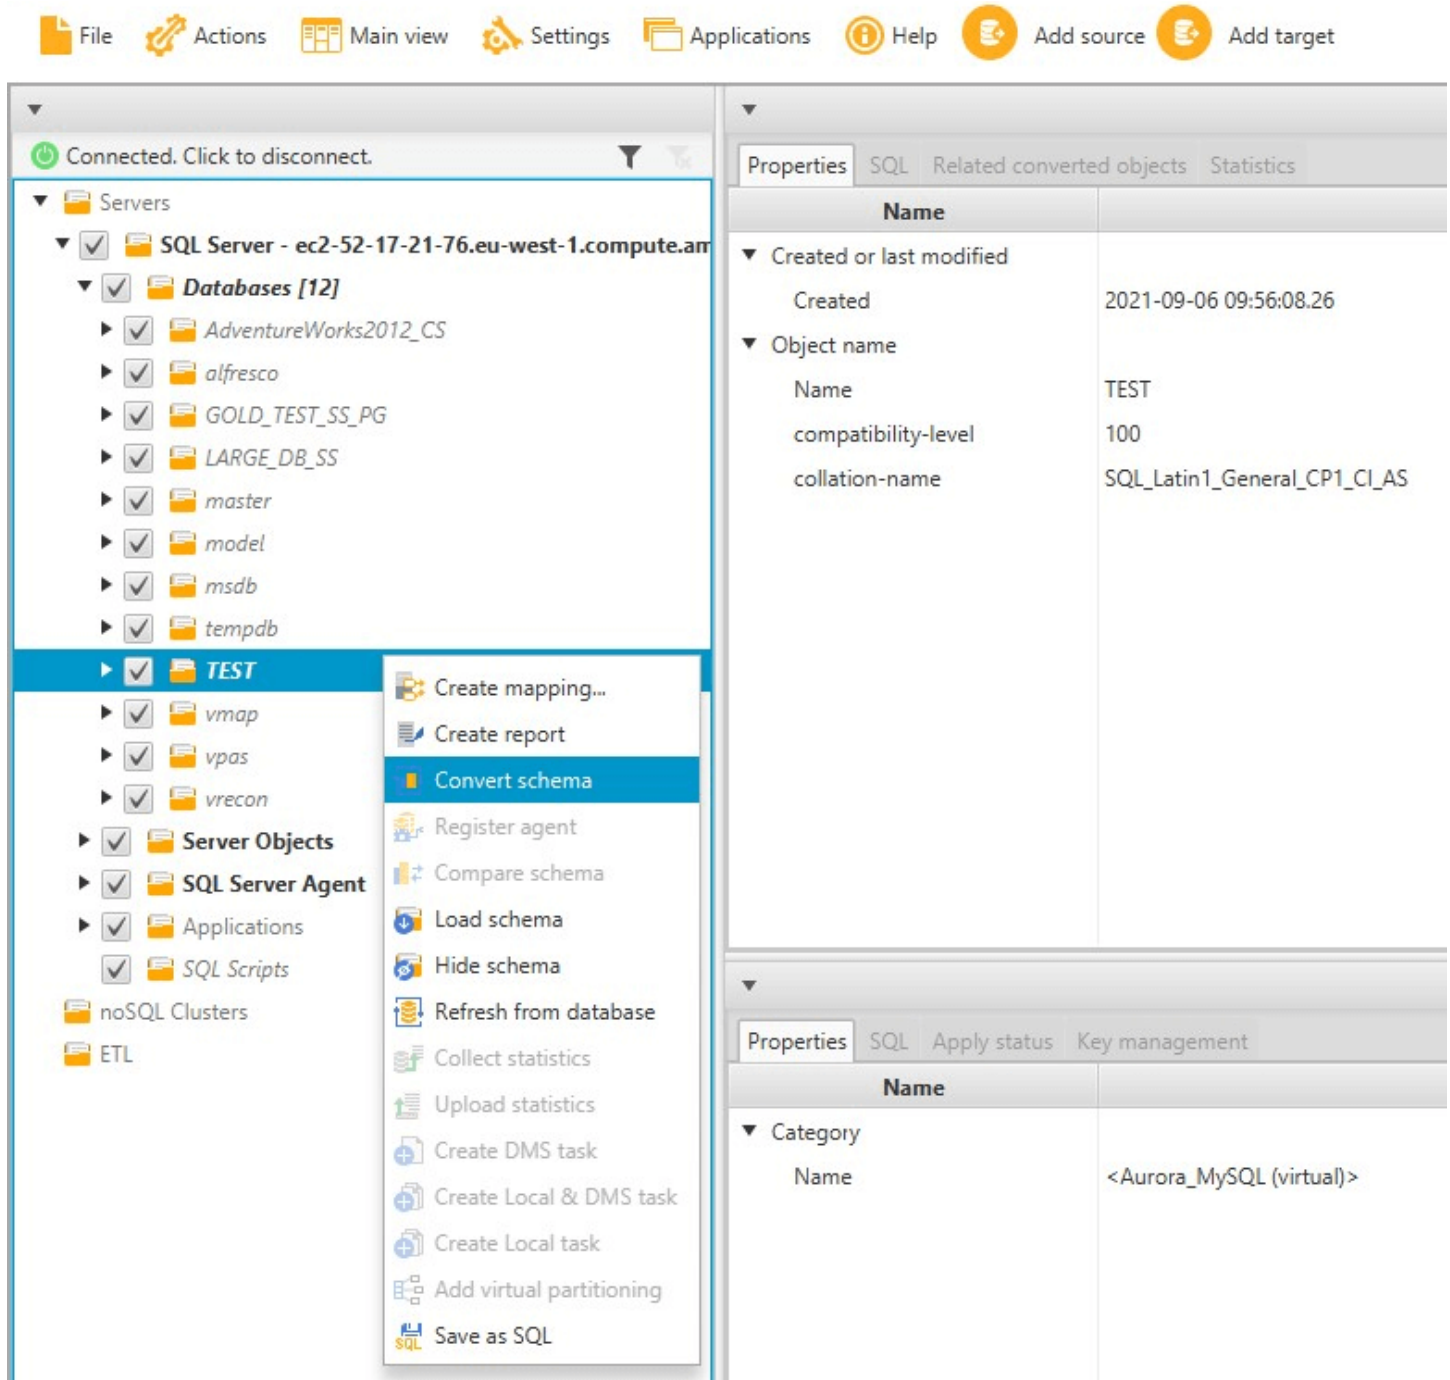 File Actions Main view Settings Applications Help Add source Add target
Connected. Click to disconnect.
Servers
SQL Server - ec2-52-17-21-76.eu-west-1.compute.am
Databases [12]
AdventureWorks2012_CS
alfresco
GOLD_TEST_SS_PG
LARGE_DB_SS
master
model
msdb
tempdb
TEST
vmap
vpas
vrecon
Server Objects
SQL Server Agent
Applications
SQL Scripts
noSQL Clusters
ETL
Create mapping...
Create report
Convert schema
Register agent
Compare schema
Load schema
Hide schema
Refresh from database
Collect statistics
Upload statistics
Create DMS task
Create Local & DMS task
Create Local task
Add virtual partitioning
SQL Save as SQL
Properties SQL Related converted objects Statistics
Name
Created or last modified
Created 2021-09-06 09:56:08.26
Object name
Name TEST
compatibility-level 100
collation-name SQL_Latin1_General_CP1_CI_AS
Properties SQL Apply status Key management
Name
Category
Name <Aurora_MySQL (virtual)>